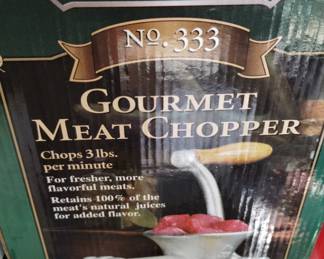 No. 333
GOURMET
MEAT CHOPPER
Chops 3 lbs.
per minute
For fresher, more
flavorful meats.
Retains 100% of the
meat's natural juices
for added flavor.